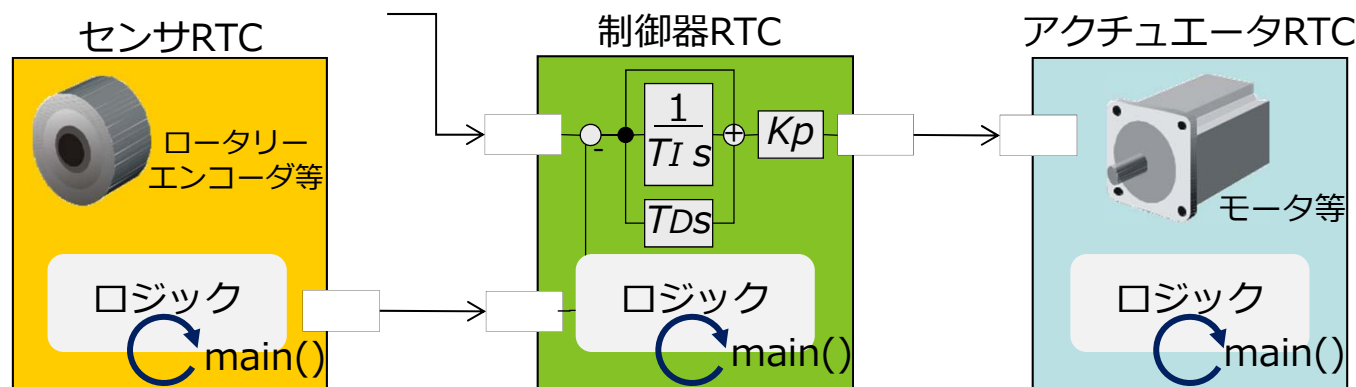 センサRTC
制御器RTC
アクチュエータRTC
ロータリー
エンコーダ等
-
1
TI s
+
Kp
TDs
モータ等
ロジック
main()
ロジック
main()
ロジック
main()